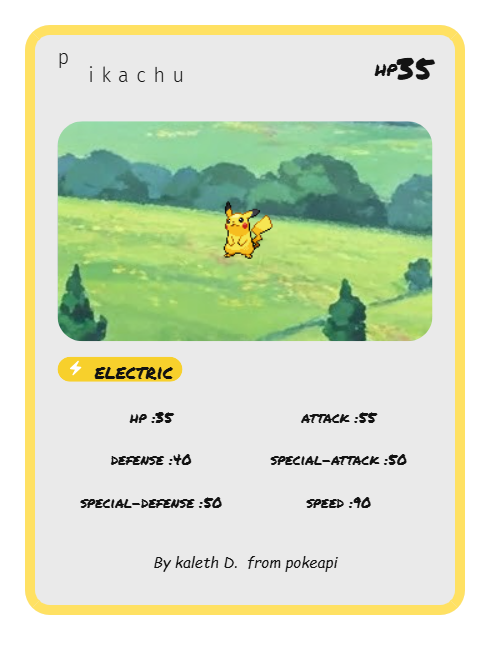 Pikachu
HP35
ELECTRIC
HP :35
ATTACK :55
DEFENSE :40
SPECIAL-ATTACK :50
SPECIAL-DEFENSE :50
SPEED :90
By kaleth D. from pokeapi